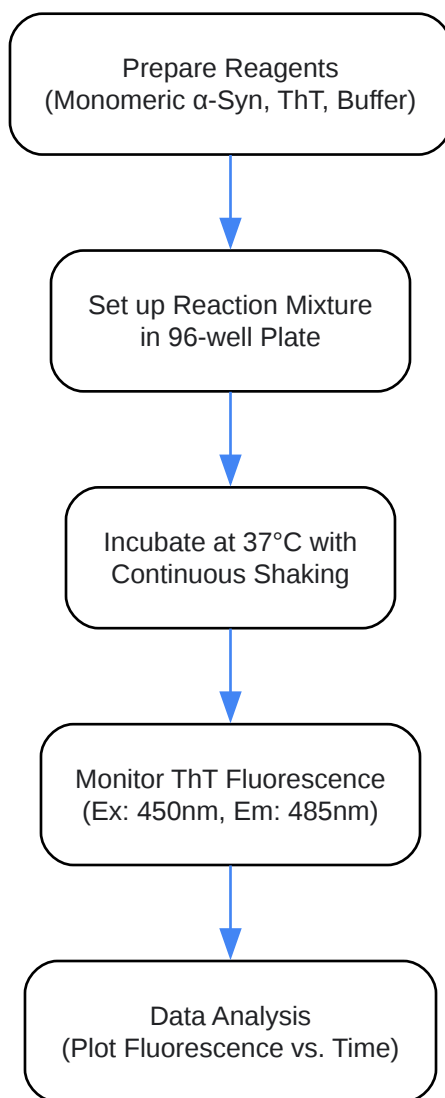 Prepare Reagents
(Monomeric α-Syn, ThT, Buffer)
Set up Reaction Mixture
in 96-well Plate
Incubate at 37°C with
Continuous Shaking
Monitor ThT Fluorescence
(Ex: 450nm, Em: 485nm)
Data Analysis
(Plot Fluorescence vs. Time)